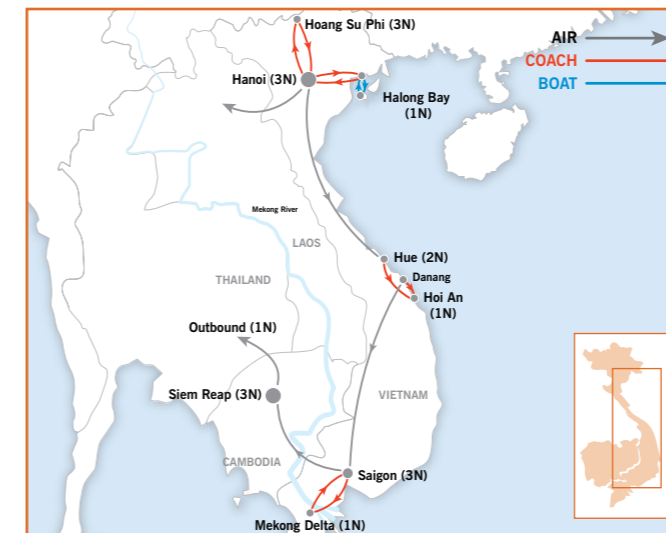 Hoang Su Phi (3N)
AIR
COACH
BOAT
Hanoi (3N)
Halong Bay
(1N)
Mekong River
LAOS
Hue (2N)
Danang
THAILAND
Hoi An
(1N)
Outbound (1N)
Siem Reap (3N)
VIETNAM
CAMBODIA
Saigon (3N)
Mekong Delta (1N)